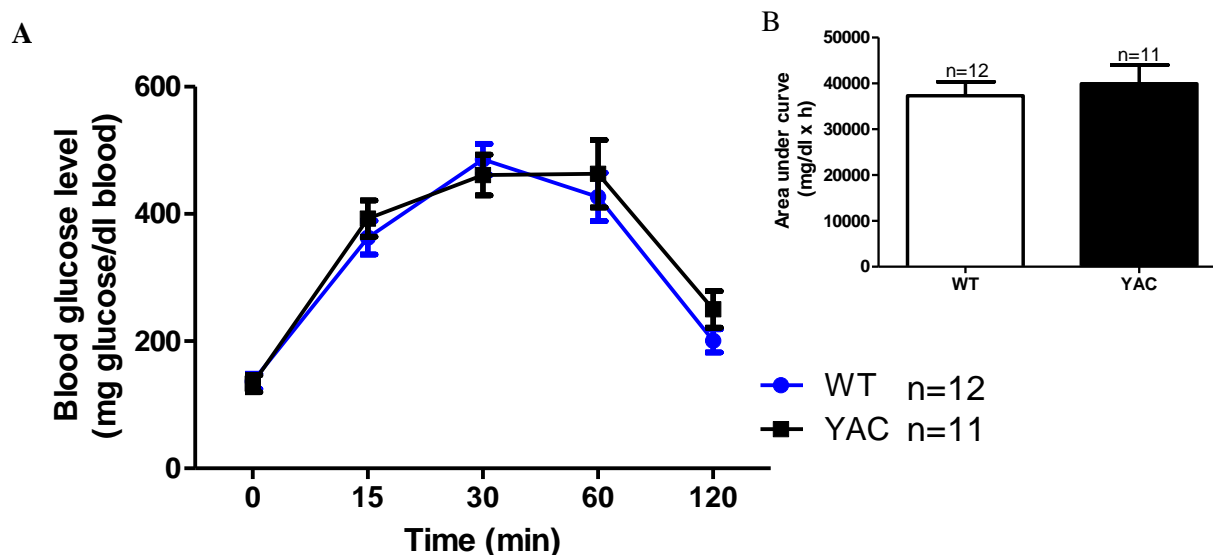 A
Blood glucose level
(mg glucose/dl blood)
600
400
200
0
0 15 30 60 120
Time (min)
WT n=12
YAC n=11
B
Area under curve
(mg/dl x h)
50000
40000
30000
20000
10000
0
n=12
n=11
WT YAC